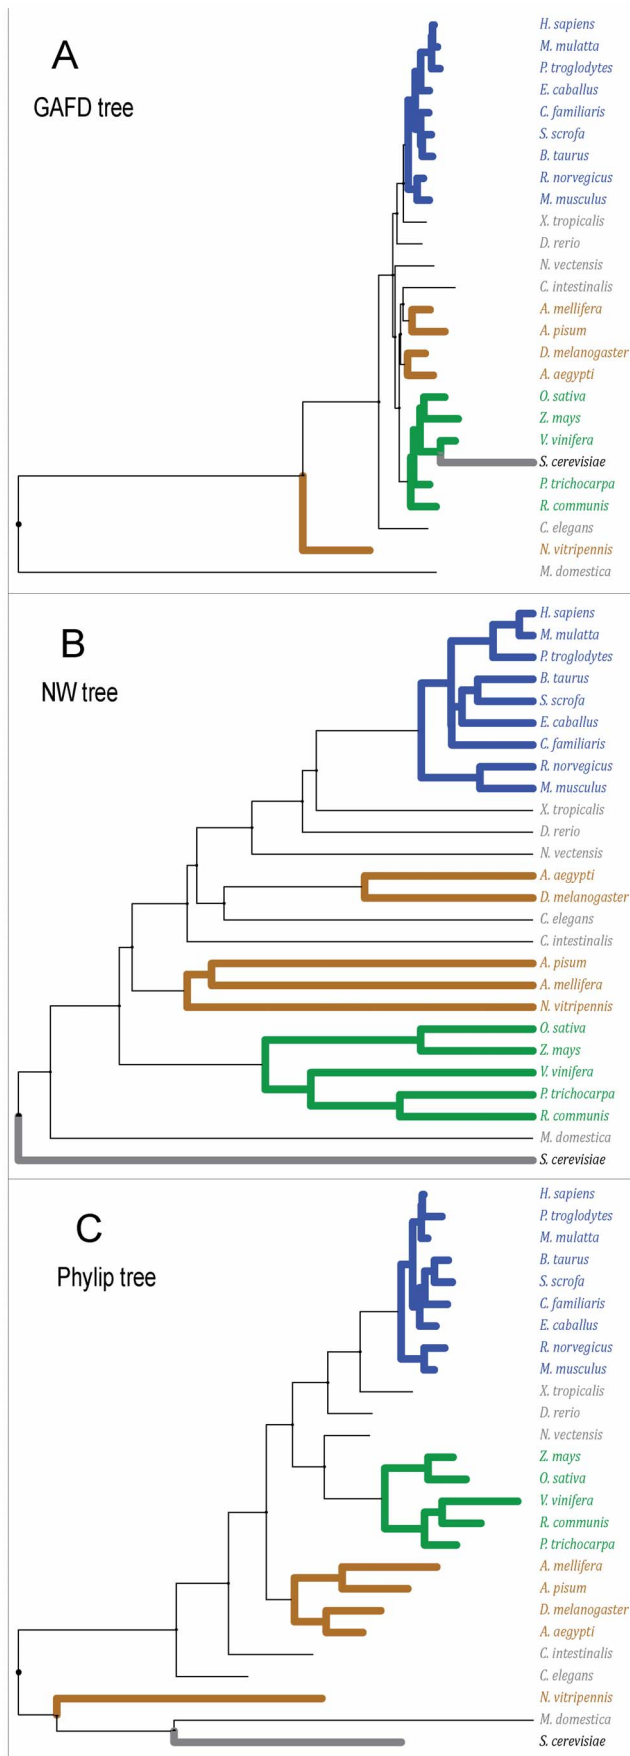 A
GAFD tree
H. sapiens
M. mulatta
P. troglodytes
E. caballus
C. familiaris
S. scrofa
B. taurus
R. norvegicus
M. musculus
X. tropicalis
D. rerio
N. vectensis
C. intestinalis
A. mellifera
A. pisum
D. melanogaster
A. aegypti
O. sativa
Z. mays
V. vinifera
S. cerevisiae
P. trichocarpa
R. communis
C. elegans
N. vitripennis
M. domestica
B
NW tree
H. sapiens
M. mulatta
P. troglodytes
B. taurus
S. scrofa
E. caballus
C. familiaris
R. norvegicus
M. musculus
X. tropicalis
D. rerio
N. vectensis
A. aegypti
D. melanogaster
C. elegans
C. intestinalis
A. pisum
A. mellifera
N. vitripennis
O. sativa
Z. mays
V. vinifera
P. trichocarpa
R. communis
M. domestica
S. cerevisiae
C
Phylip tree
H. sapiens
P. troglodytes
M. mulatta
B. taurus
S. scrofa
C. familiaris
E. caballus
R. norvegicus
M. musculus
X. tropicalis
D. rerio
N. vectensis
Z. mays
O. sativa
V. vinifera
R. communis
P. trichocarpa
A. mellifera
A. pisum
D. melanogaster
A. aegypti
C. intestinalis
C. elegans
N. vitripennis
M. domestica
S. cerevisiae